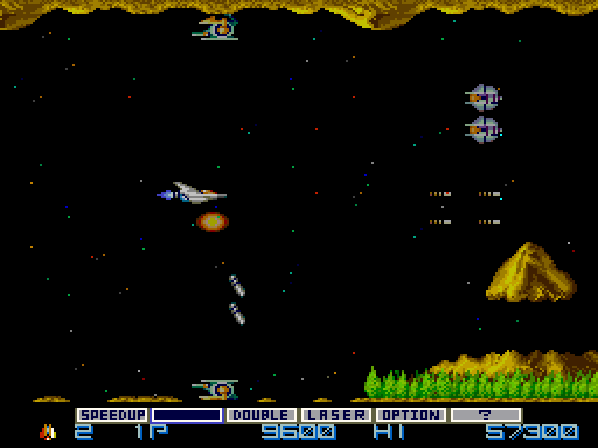 SPEEDUP DOUBLE LASER OPTION ?
2 1P 9600 HI 57300